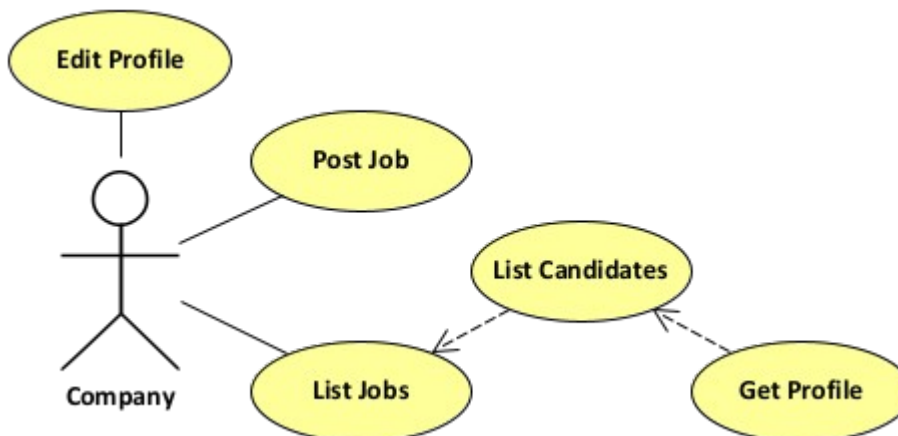 Edit Profile
Post Job
List Candidates
List Jobs
Get Profile
Company